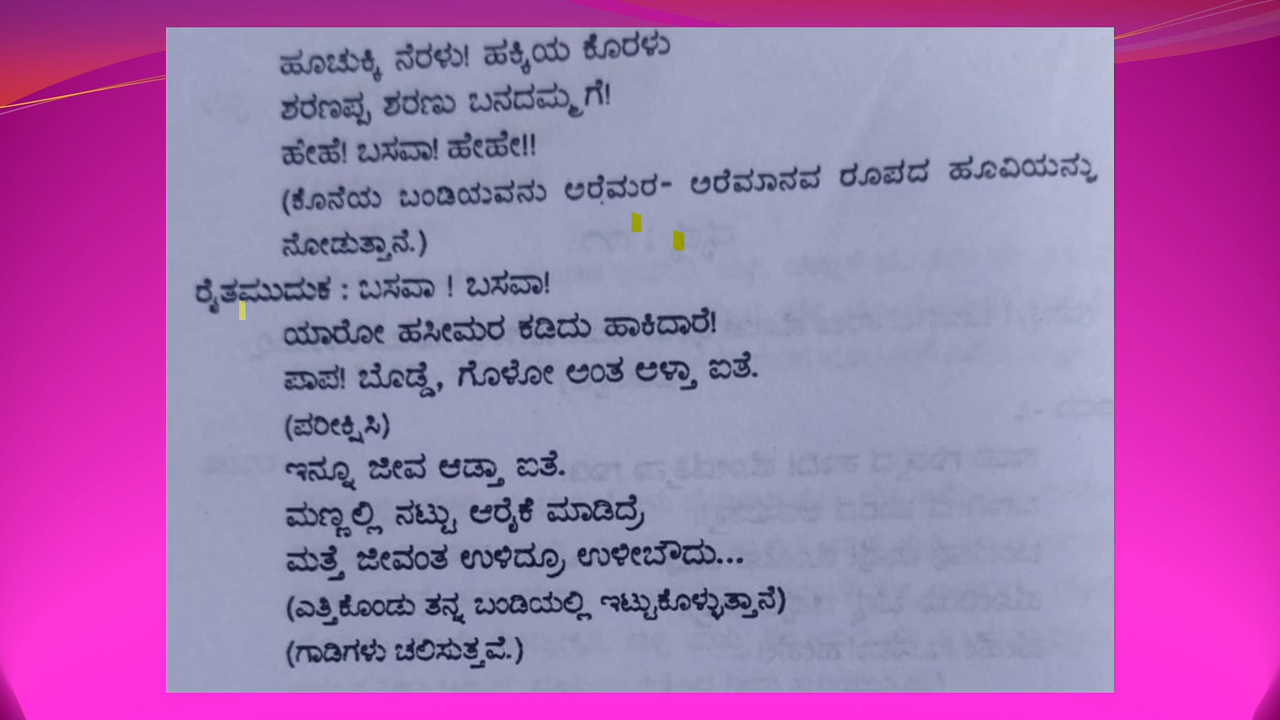 ಹೂಚುಕ್ಕಿ ನೆರಳು! ಹಕ್ಕಿಯ ಕೊರಳು
ಶರಣಪ್ಪ ಶರಣು ಬನದಮ್ಮಗೆ!
ಹೇಹೆ! ಬಸವಾ! ಹೇಹೇ!!
(ಕೊನೆಯ ಬಂಡಿಯವನು ಅರೆಮರ- ಅರೆಮಾನವ ರೂಪದ ಹೂವಿಯನ್ನು
ನೋಡುತ್ತಾನೆ.)
ರೈತಮುದುಕ : ಬಸವಾ ! ಬಸವಾ!
ಯಾರೋ ಹಸೀಮರ ಕಡಿದು ಹಾಕಿದಾರೆ!
ಪಾಪ! ಬೊಡ್ಡೆ, ಗೊಳೋ ಅಂತ ಅಳ್ತಾ ಐತೆ.
(ಪರೀಕ್ಷಿಸಿ)
ಇನ್ನೂ ಜೀವ ಆಡ್ತಾ ಐತೆ.
ಮಣ್ಣಲ್ಲಿ ನಟ್ಟು ಆರೈಕೆ ಮಾಡಿದ್ರೆ
ಮತ್ತೆ ಜೀವಂತ ಉಳಿದ್ರೂ ಉಳೀಬೌದು...
(ಎತ್ತಿಕೊಂಡು ತನ್ನ ಬಂಡಿಯಲ್ಲಿ ಇಟ್ಟುಕೊಳ್ಳುತ್ತಾನೆ)
(ಗಾಡಿಗಳು ಚಲಿಸುತ್ತವೆ.)